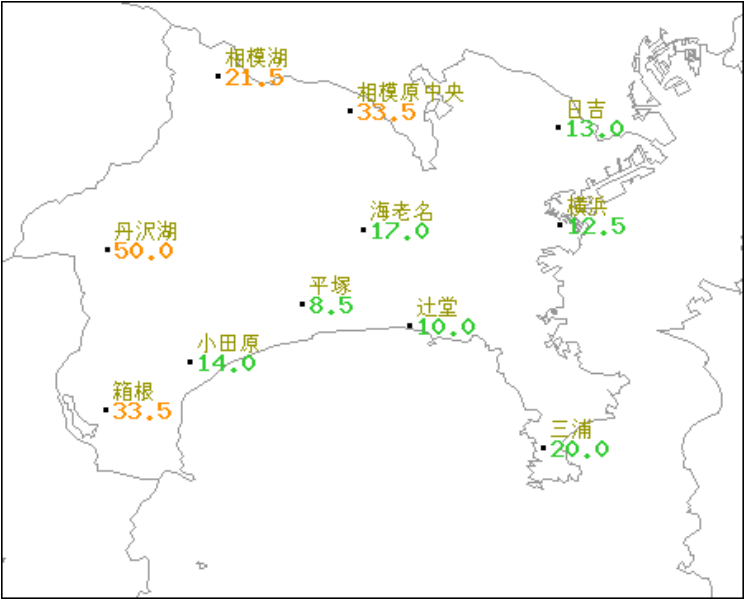 相模湖
21.5
相模原中央
33.5
日吉
13.0
海老名
17.0
横浜
12.5
丹沢湖
50.0
平塚
8.5
辻堂
10.0
小田原
14.0
箱根
33.5
三浦
20.0